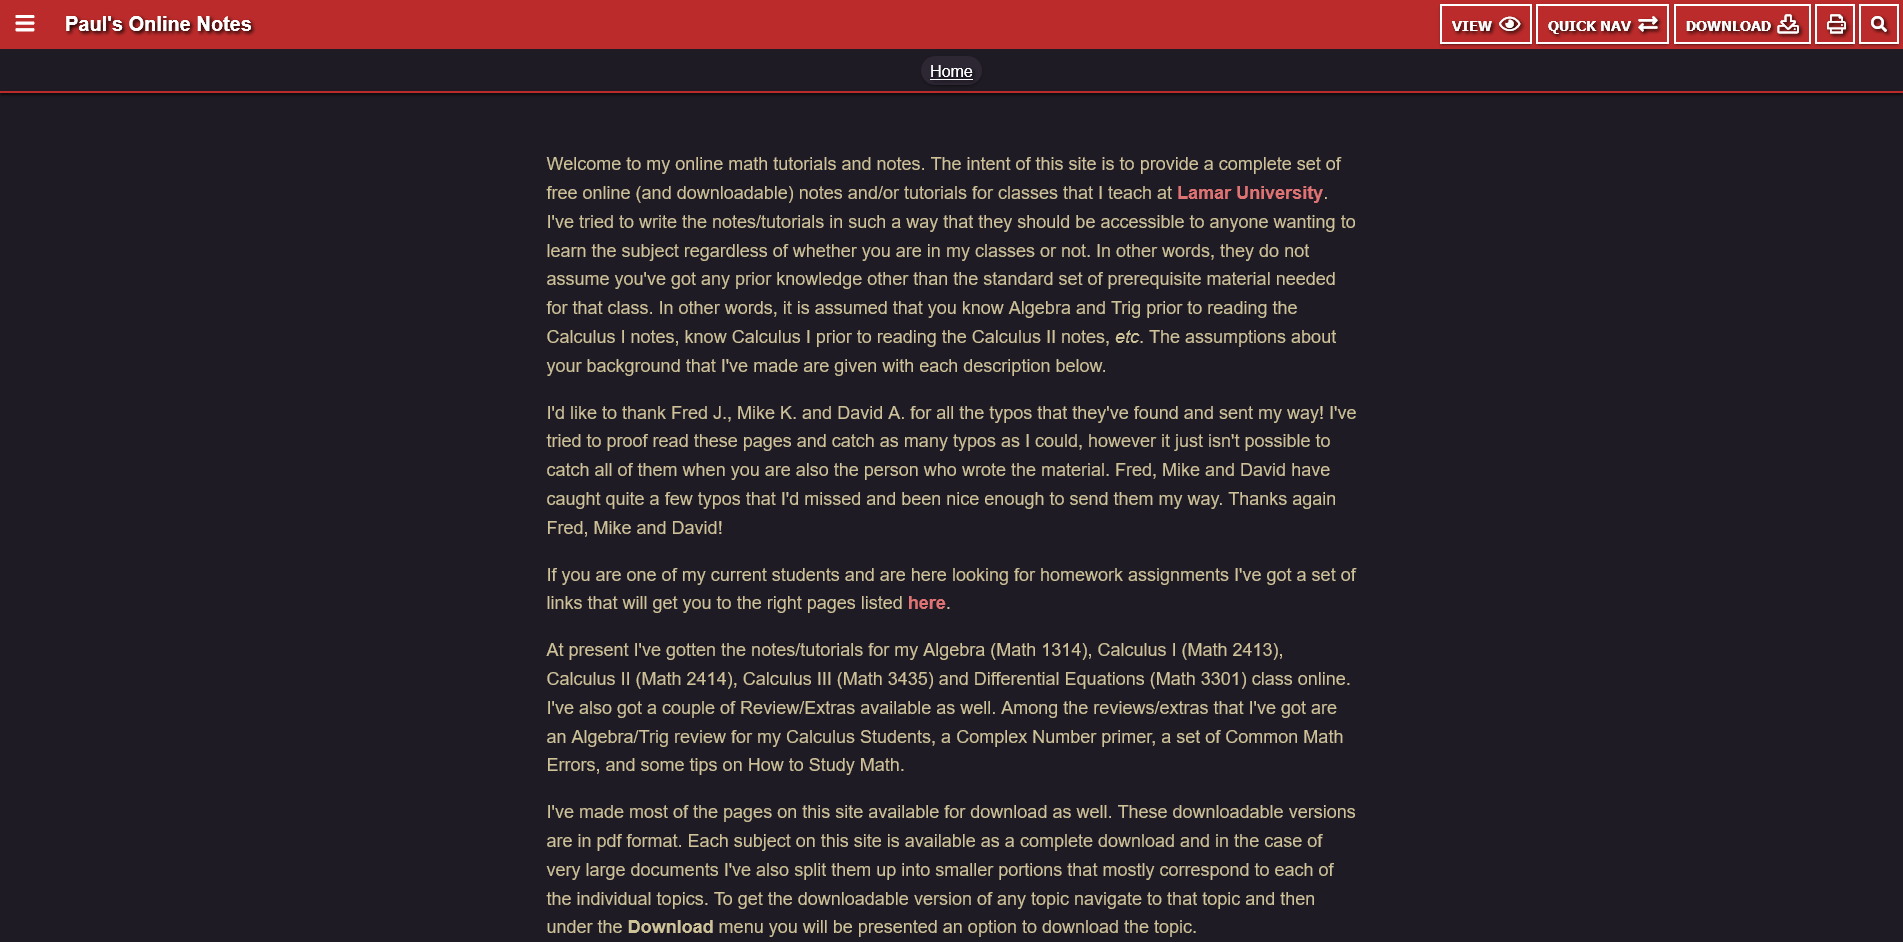 Paul's Online Notes
VIEW
QUICK NAV
DOWNLOAD
Home
Welcome to my online math tutorials and notes. The intent of this site is to provide a complete set of
free online (and downloadable) notes and/or tutorials for classes that I teach at Lamar University.
I've tried to write the notes/tutorials in such a way that they should be accessible to anyone wanting to
learn the subject regardless of whether you are in my classes or not. In other words, they do not
assume you've got any prior knowledge other than the standard set of prerequisite material needed
for that class. In other words, it is assumed that you know Algebra and Trig prior to reading the
Calculus I notes, know Calculus I prior to reading the Calculus II notes, etc. The assumptions about
your background that I've made are given with each description below.
I'd like to thank Fred J., Mike K. and David A. for all the typos that they've found and sent my way! I've
tried to proof read these pages and catch as many typos as I could, however it just isn't possible to
catch all of them when you are also the person who wrote the material. Fred, Mike and David have
caught quite a few typos that I'd missed and been nice enough to send them my way. Thanks again
Fred, Mike and David!
If you are one of my current students and are here looking for homework assignments I've got a set of
links that will get you to the right pages listed here.
At present I've gotten the notes/tutorials for my Algebra (Math 1314), Calculus I (Math 2413),
Calculus II (Math 2414), Calculus III (Math 3435) and Differential Equations (Math 3301) class online.
I've also got a couple of Review/Extras available as well. Among the reviews/extras that I've got are
an Algebra/Trig review for my Calculus Students, a Complex Number primer, a set of Common Math
Errors, and some tips on How to Study Math.
I've made most of the pages on this site available for download as well. These downloadable versions
are in pdf format. Each subject on this site is available as a complete download and in the case of
very large documents I've also split them up into smaller portions that mostly correspond to each of
the individual topics. To get the downloadable version of any topic navigate to that topic and then
under the Download menu you will be presented an option to download the topic.